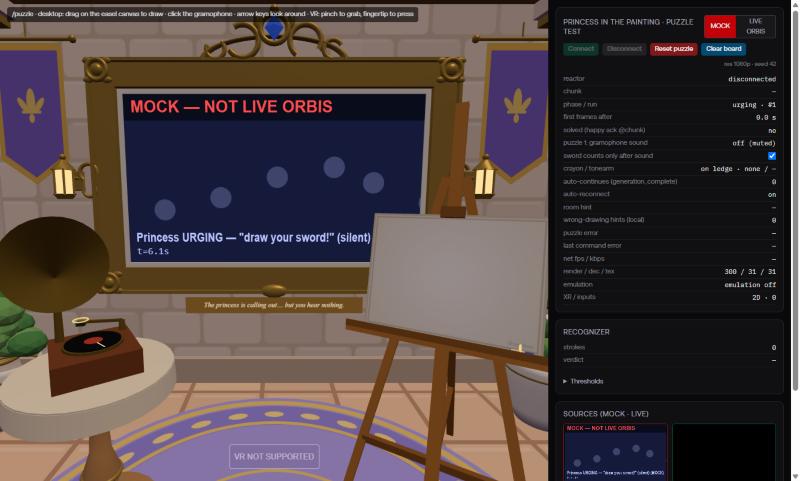 /puzzle · desktop: drag on the easel canvas to draw · click the gramophone · arrow keys look around · VR: pinch to grab, fingertip to press
MOCK — NOT LIVE ORBIS
Princess URGING — "draw your sword!" (silent)
t=6.1s
The princess is calling out... but you hear nothing.
VR NOT SUPPORTED
PRINCESS IN THE PAINTING · PUZZLE TEST
MOCK
LIVE ORBIS
Connect
Disconnect
Reset puzzle
Clear board
res 1080p · seed 42
reactor disconnected
chunk –
phase / run urging · #1
first frames after 0.0 s
solved (happy ack @chunk) no
puzzle 1: gramophone sound off (muted)
sword counts only after sound
crayon / tonearm on ledge · none / –
auto-continues (generation_complete) 0
auto-reconnect on
room hint –
wrong-drawing hints (local) 0
puzzle error –
last command error –
net fps / kbps –
render / dec / tex 300 / 31 / 31
emulation emulation off
XR / inputs 2D · 0
RECOGNIZER
strokes 0
verdict –
Thresholds
SOURCES (MOCK · LIVE)
MOCK — NOT LIVE ORBIS
Princess URGING — "draw your sword!" (silent) (MOCK)